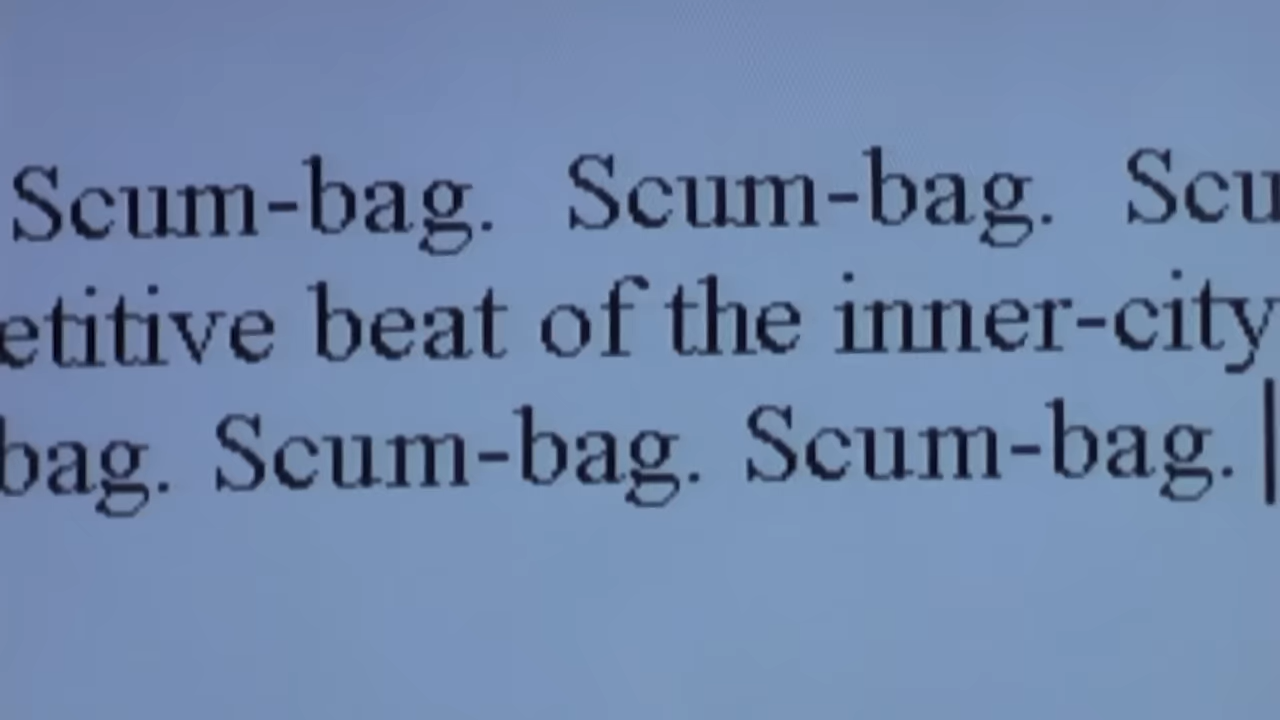 Scum-bag. Scum-bag. Scu
etitive beat of the inner-city
bag. Scum-bag. Scum-bag.